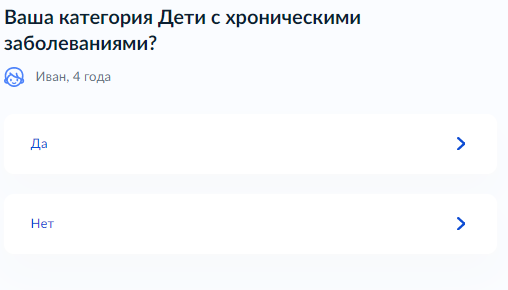 Ваша категория Дети с хроническими
заболеваниями?
Иван, 4 года
Да
Нет